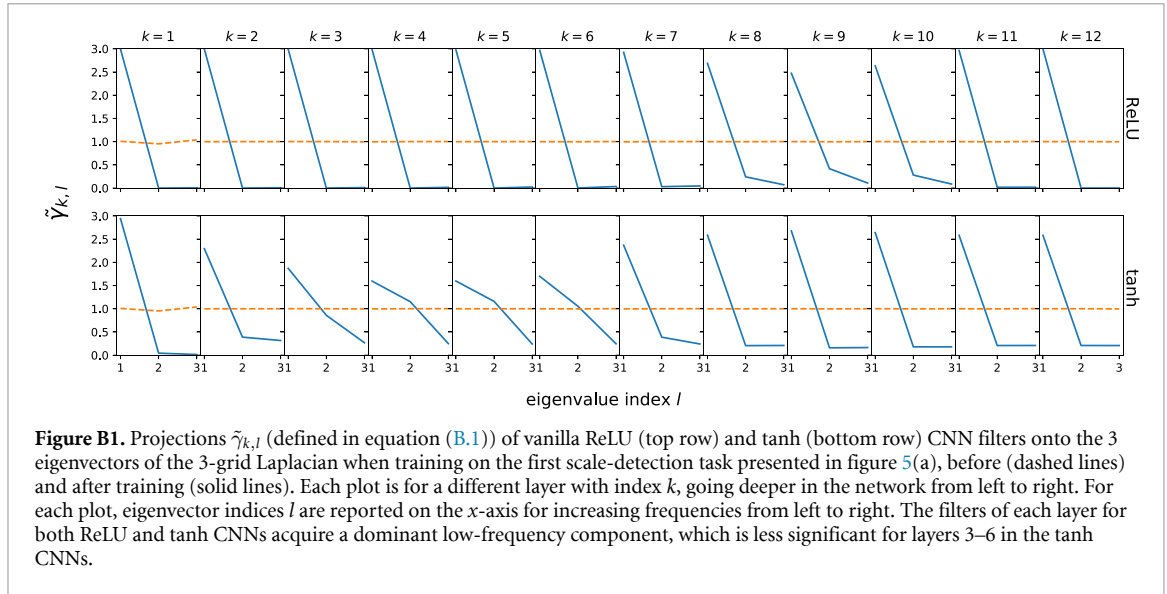 k = 1 k = 2 k = 3 k = 4 k = 5 k = 6 k = 7 k = 8 k = 9 k = 10 k = 11 k = 12
3.0
2.5
2.0
1.5
1.0
0.5
0.0
ReLU
γ̃k, l
3.0
2.5
2.0
1.5
1.0
0.5
0.0
tanh
1 2 31 2 31 2 31 2 31 2 31 2 31 2 31 2 31 2 31 2 31 2 31 2 3
eigenvalue index l
Figure B1. Projections γ̃k,l (defined in equation (B.1)) of vanilla ReLU (top row) and tanh (bottom row) CNN filters onto the 3
eigenvectors of the 3-grid Laplacian when training on the first scale-detection task presented in figure 5(a), before (dashed lines)
and after training (solid lines). Each plot is for a different layer with index k, going deeper in the network from left to right. For
each plot, eigenvector indices l are reported on the x-axis for increasing frequencies from left to right. The filters of each layer for
both ReLU and tanh CNNs acquire a dominant low-frequency component, which is less significant for layers 3–6 in the tanh
CNNs.